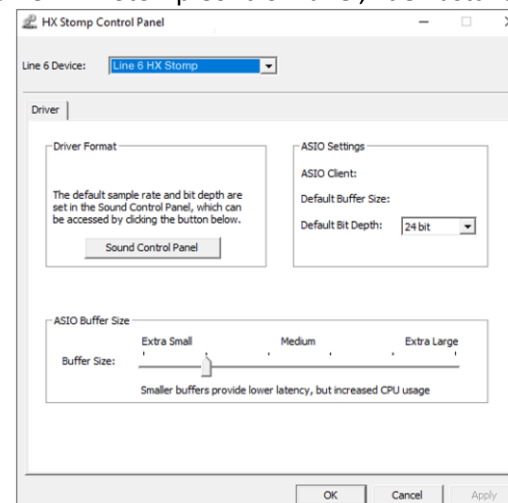 HX Stomp Control Panel
Line 6 Device: Line 6 HX Stomp
Driver
Driver Format
The default sample rate and bit depth are
set in the Sound Control Panel, which can
be accessed by clicking the button below.
Sound Control Panel
ASIO Settings
ASIO Client:
Default Buffer Size:
Default Bit Depth: 24 bit
ASIO Buffer Size
Extra Small Medium Extra Large
Buffer Size:
Smaller buffers provide lower latency, but increased CPU usage
OK Cancel Apply